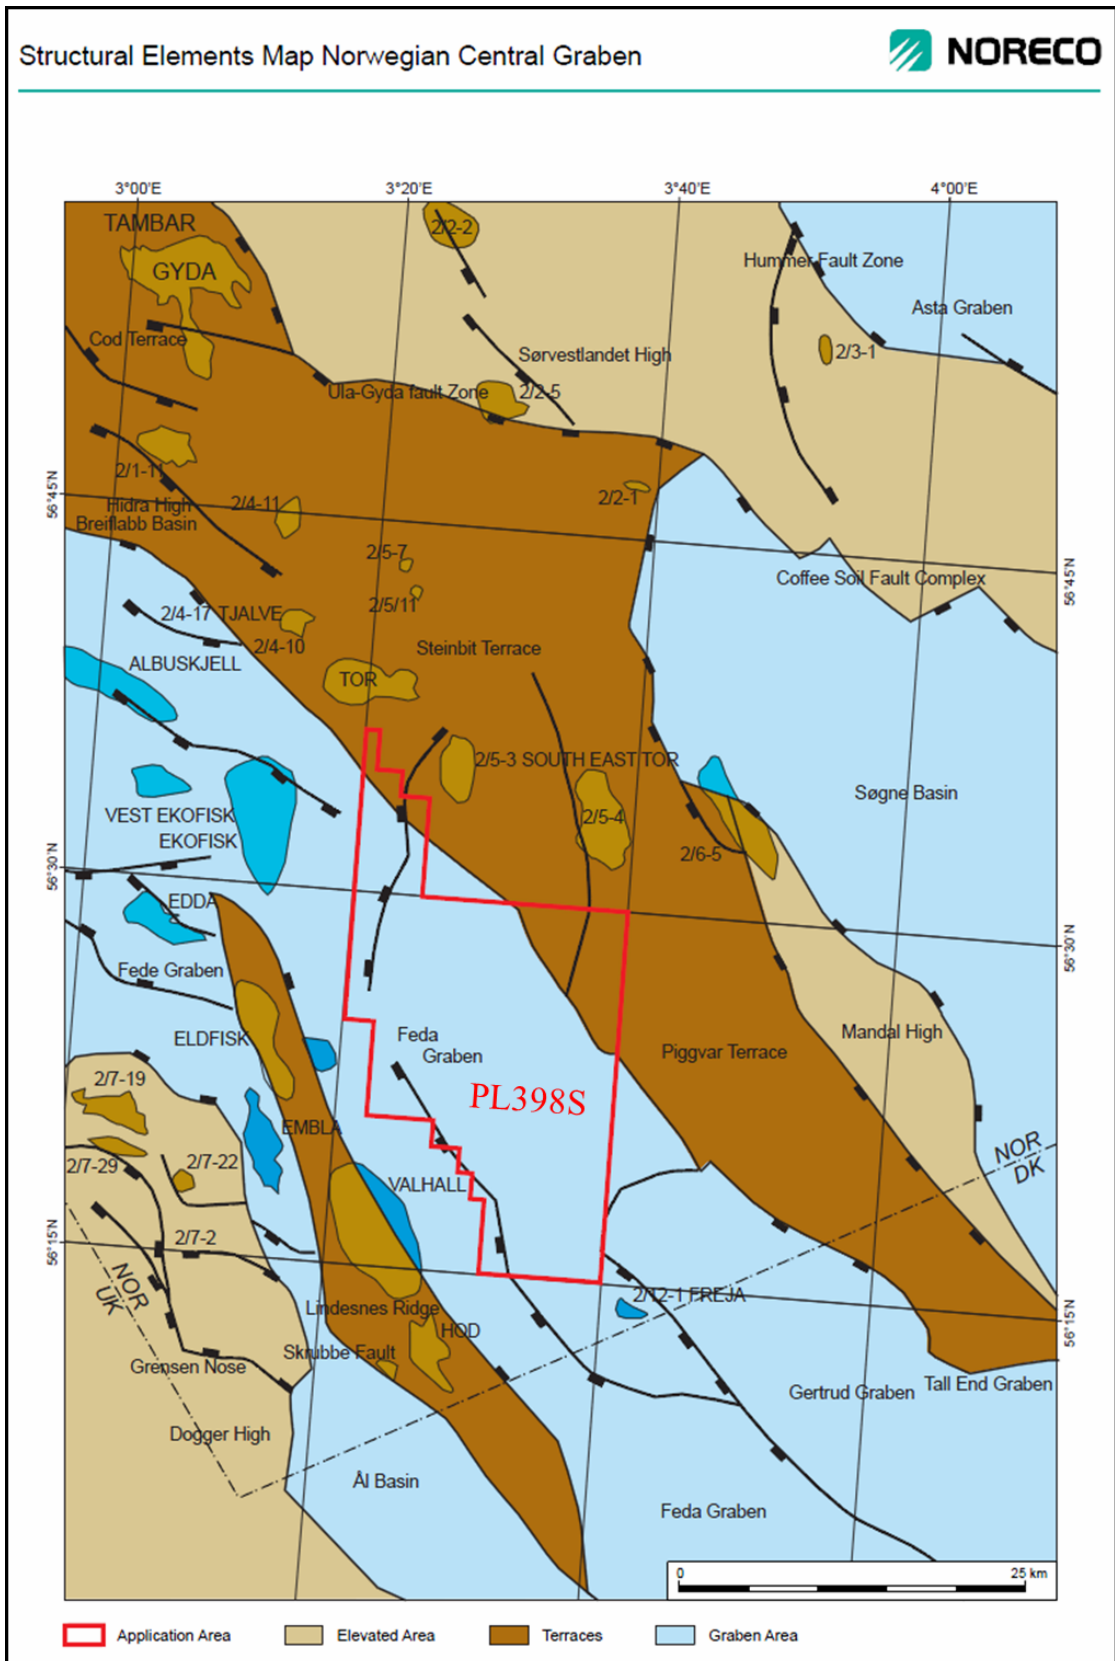 Structural Elements Map Norwegian Central Graben
NORECO
3°00'E
3°20'E
3°40'E
4°00'E
TAMBAR
GYDA
2/2-2
Hummer Fault Zone
Asta Graben
Cod Terrace
Sørvestlandet High
2/3-1
Ula-Gyda fault Zone
2/2-5
2/1-11
2/4-11
2/2-1
56°45'N
Hidra High
Breiflabb Basin
2/5-7
56°45'N
Coffee Soil Fault Complex
2/5/11
2/4-17 TJALVE
2/4-10
Steinbit Terrace
ALBUSKJELL
TOR
2/5-3 SOUTH EAST TOR
Søgne Basin
VEST EKOFISK
2/5-4
EKOFISK
2/6-5
56°30'N
EDDA
56°30'N
Fede Graben
ELDFISK
Feda
Graben
Mandal High
Piggvar Terrace
2/7-19
PL398S
EMBLA
NOR
DK
2/7-29
2/7-22
VALHALL
2/7-2
56°15'N
NOR
UK
2/12-1 FREJA
Lindesnes Ridge
HOD
56°15'N
Skrubbe Fault
Grensen Nose
Gertrud Graben
Tall End Graben
Dogger High
Ål Basin
Feda Graben
0
25 km
Application Area
Elevated Area
Terraces
Graben Area